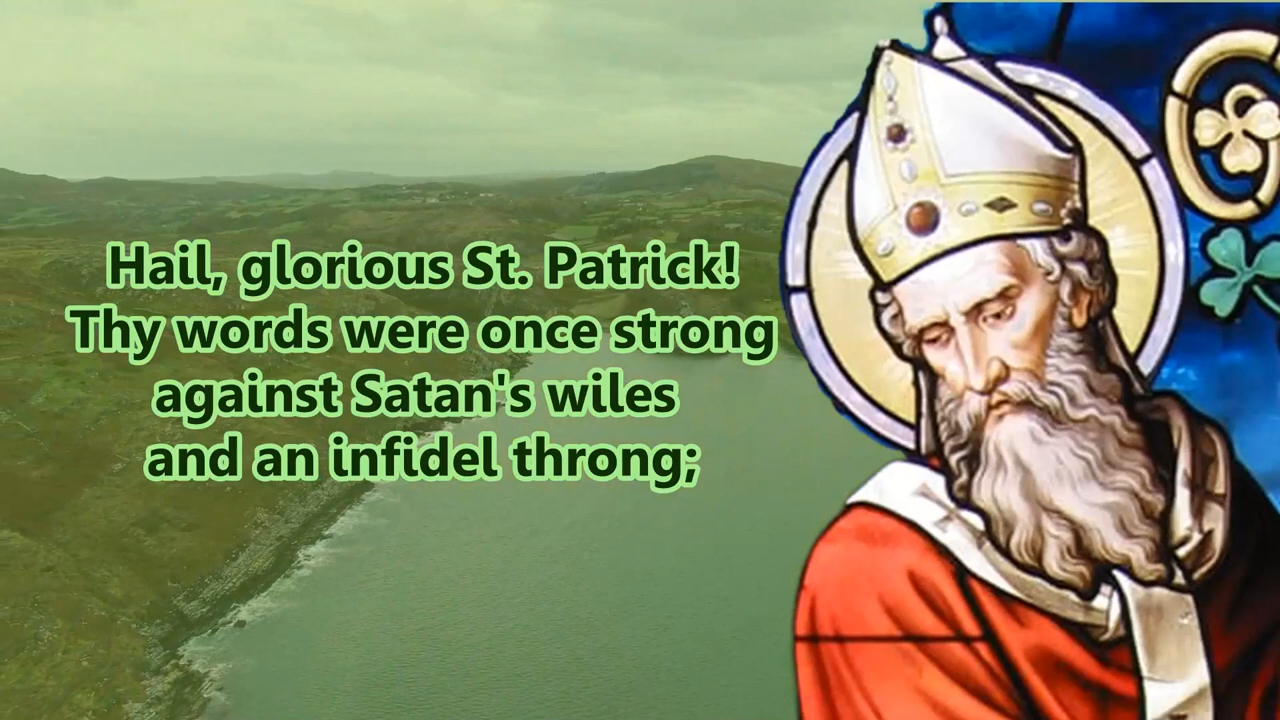 Hail, glorious St. Patrick!
Thy words were once strong
against Satan's wiles
and an infidel throng;